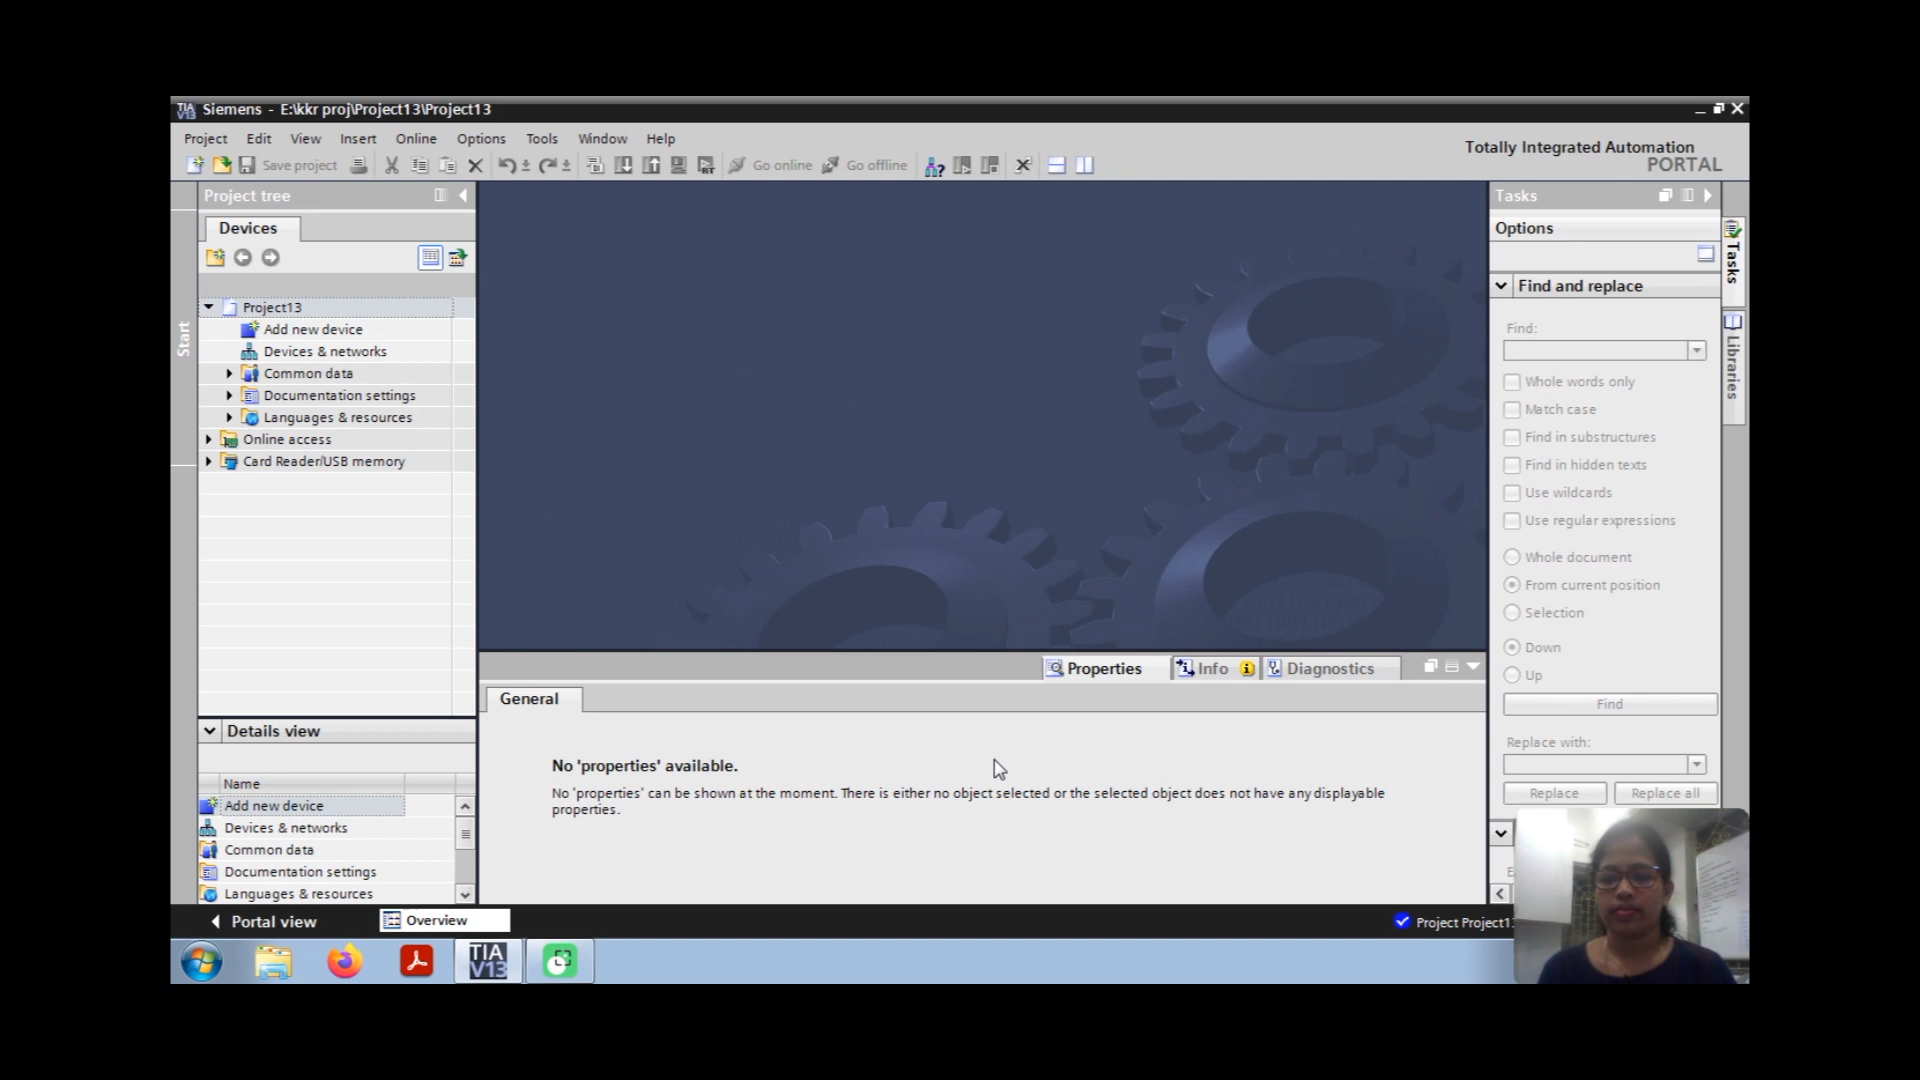 TIA V13 Siemens - E:\kkr proj\Project13\Project13
Project Edit View Insert Online Options Tools Window Help
Totally Integrated Automation
PORTAL
Save project Go online Go offline
Project tree
Devices
Start
Project13
Add new device
Devices & networks
Common data
Documentation settings
Languages & resources
Online access
Card Reader/USB memory
Details view
Name
Add new device
Devices & networks
Common data
Documentation settings
Languages & resources
Properties Info Diagnostics
General
No 'properties' available.
No 'properties' can be shown at the moment. There is either no object selected or the selected object does not have any displayable
properties.
Tasks
Options
Find and replace
Find:
Whole words only
Match case
Find in substructures
Find in hidden texts
Use wildcards
Use regular expressions
Whole document
From current position
Selection
Down
Up
Find
Replace with:
Replace Replace all
Tasks
Libraries
Portal view Overview
Project Project1
TIA
V13